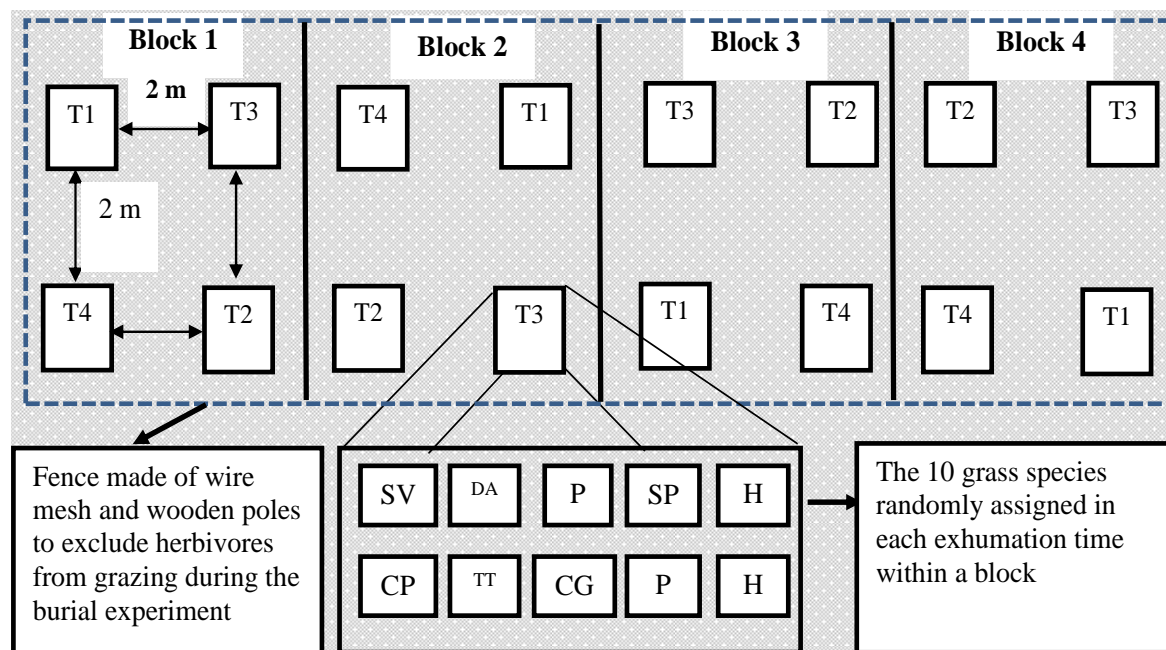 Block 1
Block 2
Block 3
Block 4
2 m
T1
T3
T4
T1
T3
T2
T2
T3
2 m
T4
T2
T2
T3
T1
T4
T4
T1
Fence made of wire
mesh and wooden poles
to exclude herbivores
from grazing during the
burial experiment
SV
DA
P
SP
H
CP
TT
CG
P
H
The 10 grass species
randomly assigned in
each exhumation time
within a block